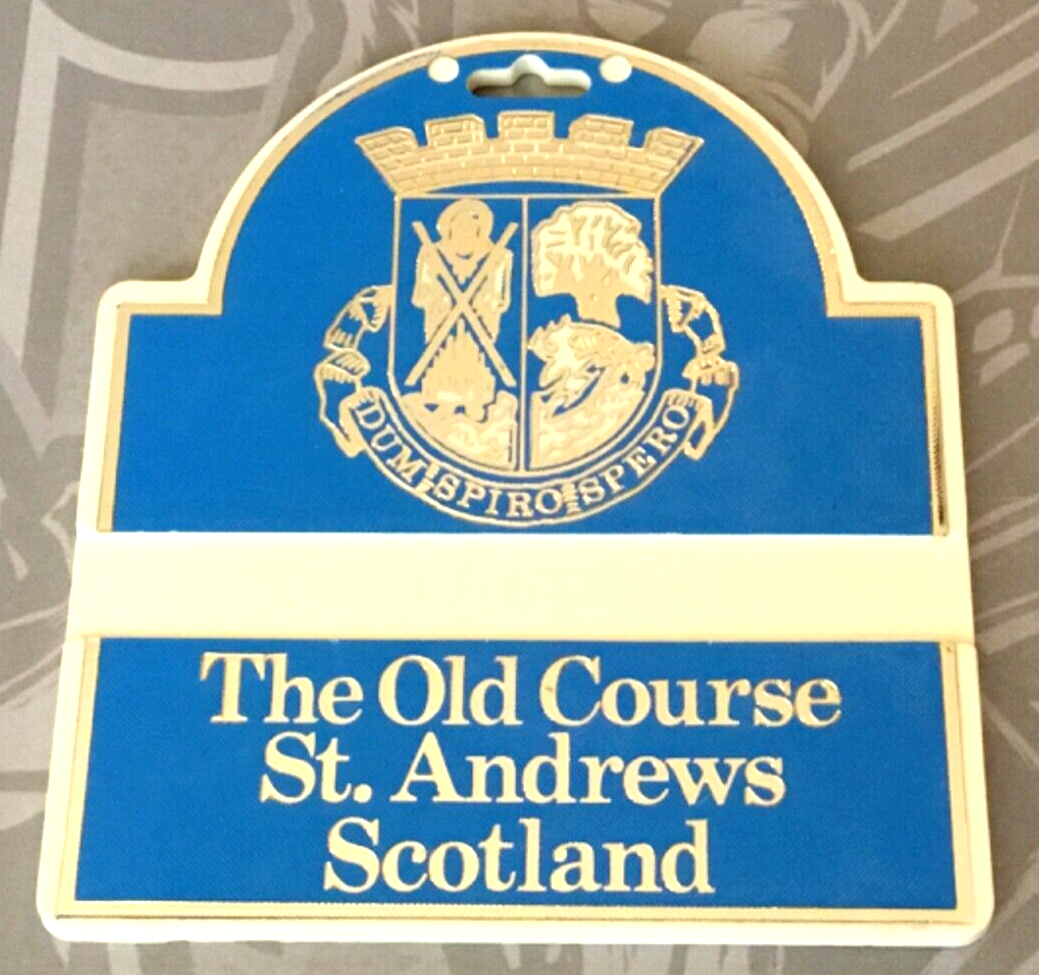 DUM SPIRO SPERO
The Old Course
St. Andrews
Scotland